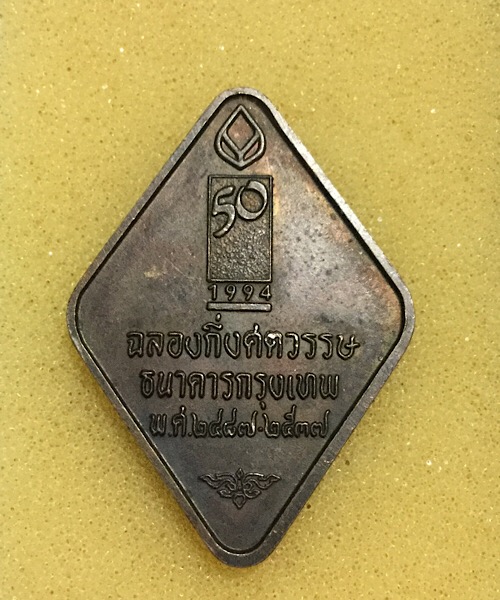 50
1994
ฉลองกึ่งศตวรรษ
ธนาคารกรุงเทพ
พ.ศ.๒๔๘๗-๒๕๓๗